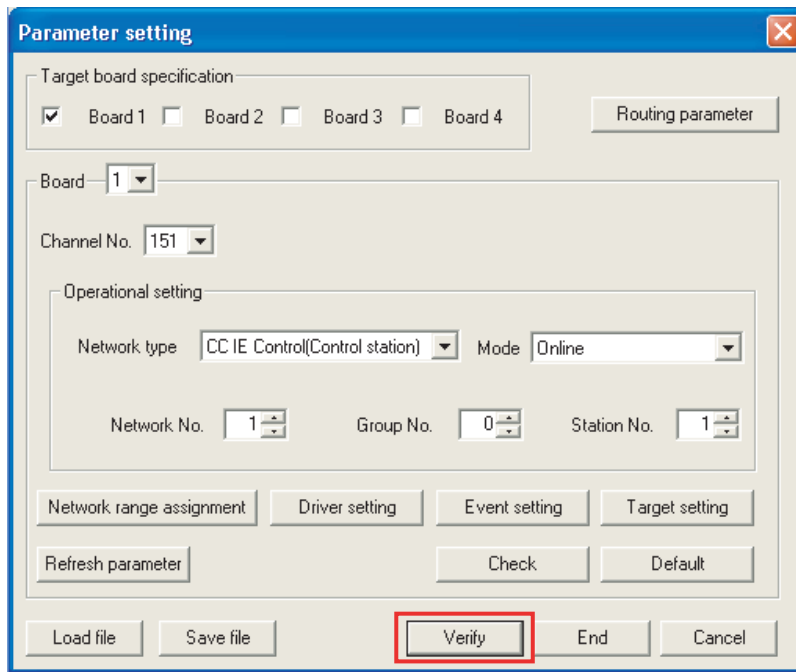 Parameter setting
Target board specification
Board 1 Board 2 Board 3 Board 4
Routing parameter
Board 1
Channel No. 151
Operational setting
Network type CC IE Control(Control station) Mode Online
Network No. 1 Group No. 0 Station No. 1
Network range assignment Driver setting Event setting Target setting
Refresh parameter Check Default
Load file Save file Verify End Cancel